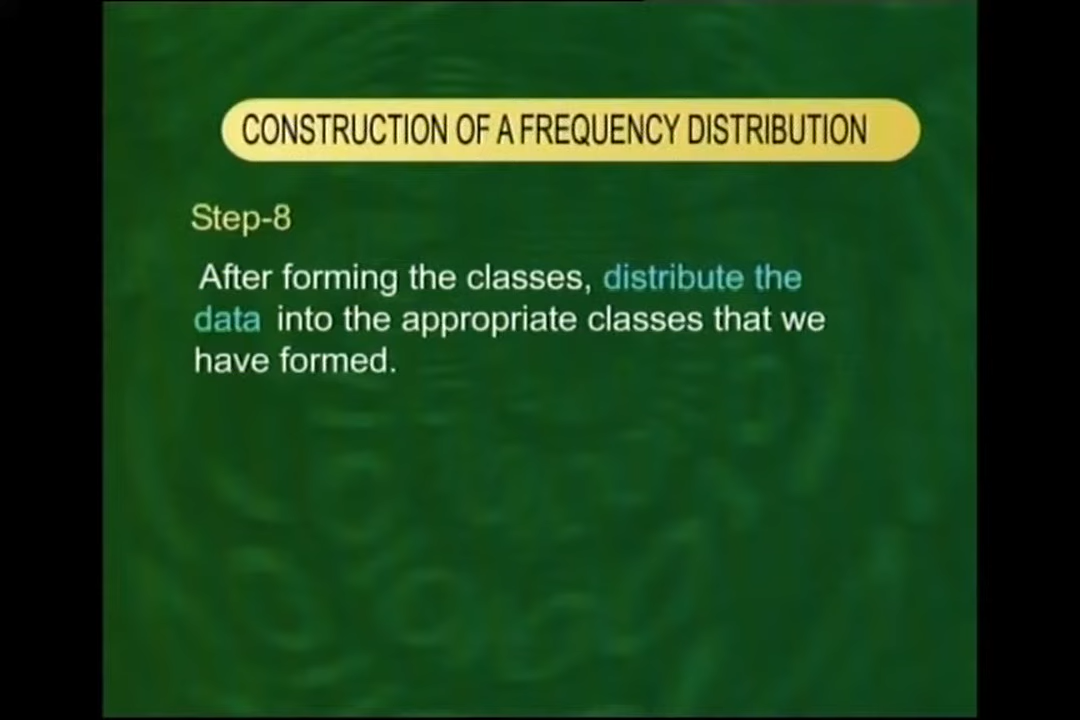 CONSTRUCTION OF A FREQUENCY DISTRIBUTION
Step-8
After forming the classes, distribute the
data into the appropriate classes that we
have formed.